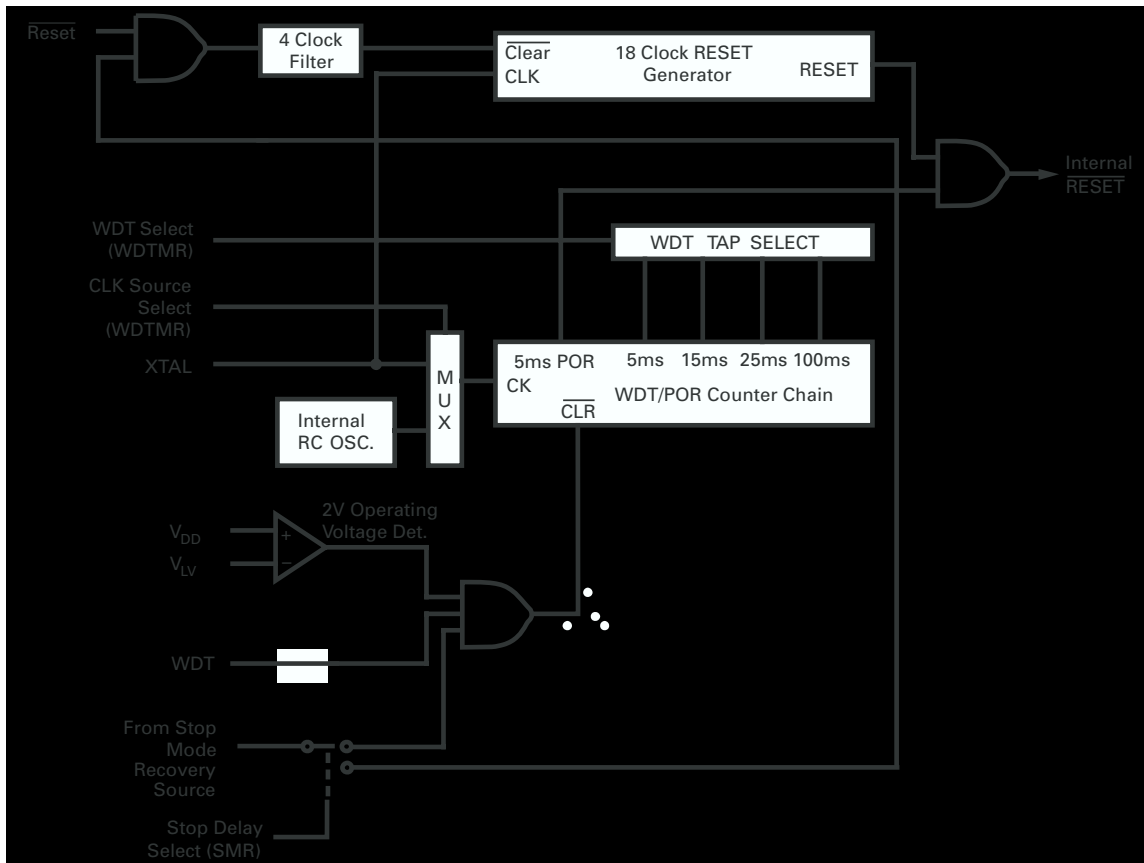 Reset
4 Clock
Filter
Clear
CLK
18 Clock RESET
Generator
RESET
Internal
RESET
WDT Select
(WDTMR)
WDT TAP SELECT
CLK Source
Select
(WDTMR)
XTAL
M
U
X
5ms POR
5ms
15ms
25ms
100ms
CK
CLR
WDT/POR Counter Chain
Internal
RC OSC.
2V Operating
Voltage Det.
VDD
+
VLV
−
WDT
From Stop
Mode
Recovery
Source
Stop Delay
Select (SMR)